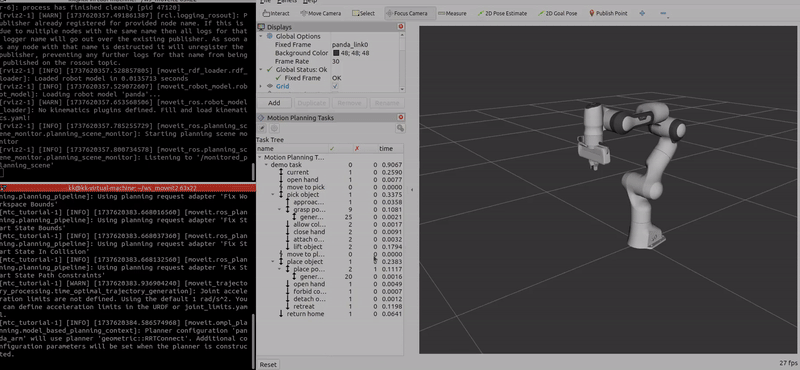 d: process has finished cleanly [pid 47120]
[rviz2-1] [WARN] [1737620357.491861387] [rcl.logging_rosout]: P
ublisher already registered for provided node name. If this is
due to multiple nodes with the same name then all logs for that
logger name will go out over the existing publisher. As soon a
s any node with that name is destructed it will unregister the
publisher, preventing any further logs for that name from being
published on the rosout topic.
[rviz2-1] [INFO] [1737620357.528857805] [moveit_rdf_loader.rdf_
loader]: Loaded robot model in 0.0135713 seconds
[rviz2-1] [INFO] [1737620357.529072607] [moveit_robot_model.rob
ot_model]: Loading robot model 'panda'...
[rviz2-1] [WARN] [1737620357.653568506] [moveit_ros.robot_model
_loader]: No kinematics plugins defined. Fill and load kinemati
cs.yaml!
[rviz2-1] [INFO] [1737620357.785255729] [moveit_ros.planning_sc
ene_monitor.planning_scene_monitor]: Starting planning scene mo
nitor
[rviz2-1] [INFO] [1737620357.800734578] [moveit_ros.planning_sc
ene_monitor.planning_scene_monitor]: Listening to '/monitored_p
lanning_scene'
kk@kk-virtual-machine: ~/ws_moveit2 63x22
nning.planning_pipeline]: Using planning request adapter 'Fix Wo
rkspace Bounds'
[mtc_tutorial-1] [INFO] [1737620383.668016560] [moveit.ros_plan
ning.planning_pipeline]: Using planning request adapter 'Fix St
art State Bounds'
[mtc_tutorial-1] [INFO] [1737620383.668037360] [moveit.ros_plan
ning.planning_pipeline]: Using planning request adapter 'Fix St
art State In Collision'
[mtc_tutorial-1] [INFO] [1737620383.668132560] [moveit.ros_plan
ning.planning_pipeline]: Using planning request adapter 'Fix St
art State Path Constraints'
[mtc_tutorial-1] [WARN] [1737620383.936904240] [moveit_trajecto
ry_processing.time_optimal_trajectory_generation]: Joint accele
ration limits are not defined. Using the default 1 rad/s^2. You
can define acceleration limits in the URDF or joint_limits.yam
l.
[mtc_tutorial-1] [INFO] [1737620384.586574968] [moveit.ompl_pla
nning.model_based_planning_context]: Planner configuration 'pan
da_arm' will use planner 'geometric::RRTConnect'. Additional co
nfiguration parameters will be set when the planner is construc
ted.
Interact Move Camera Select Focus Camera Measure 2D Pose Estimate 2D Goal Pose Publish Point
Displays
Global Options
Fixed Frame panda_link0
Background Color 48; 48; 48
Frame Rate 30
Global Status: Ok
Fixed Frame OK
Grid
Add Duplicate Remove Rename
Motion Planning Tasks
Task Tree
name ✓ ✗ time
Motion Planning T...
demo task 0 0 0.9067
current 1 0 0.2590
open hand 1 0 0.0077
move to pick 0 0 0.0000
pick object 1 0 0.3375
approac... 1 0 0.0358
grasp po... 9 0 0.1081
gener... 25 0 0.0021
allow col... 2 0 0.0017
close hand 2 0 0.0091
attach o... 2 0 0.0032
lift object 2 0 0.1794
move to pl... 0 0 0.0000
place object 2 1 0.2383
place po... 2 1 0.1117
gener... 20 0 0.0016
open hand 1 0 0.0049
forbid co... 1 0 0.0007
detach o... 1 0 0.0012
retreat 1 0 0.1198
return home 1 0 0.0641
Reset
27 fps